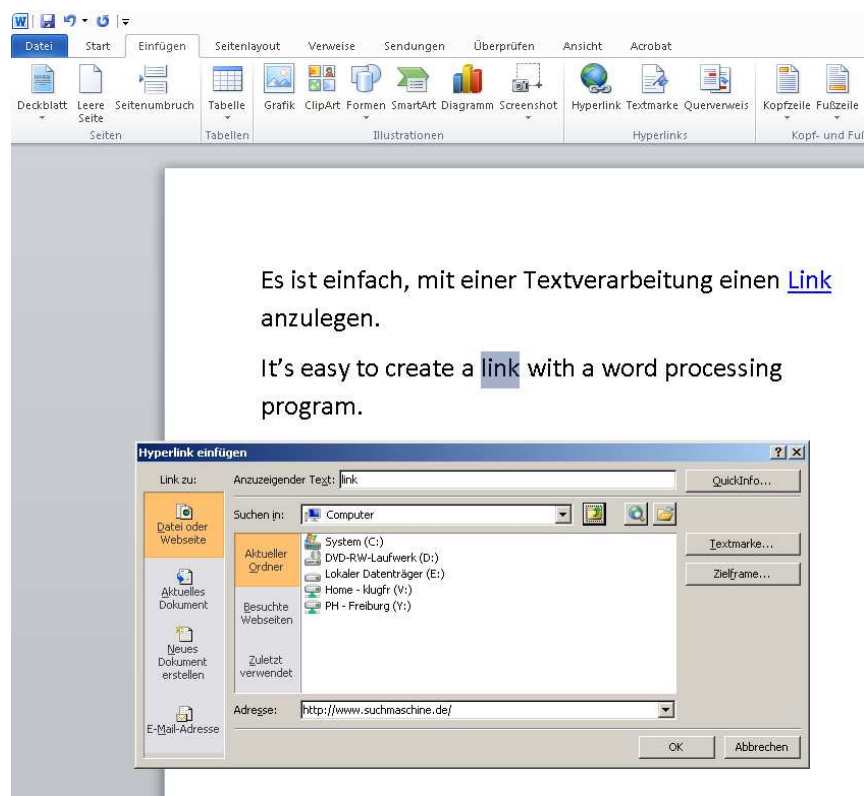 Datei Start Einfügen Seitenlayout Verweise Sendungen Überprüfen Ansicht Acrobat
Deckblatt Leere Seite Seitenumbruch Tabelle Grafik ClipArt Formen SmartArt Diagramm Screenshot Hyperlink Textmarke Querverweis Kopfzeile Fußzeile
Seiten Tabellen Illustrationen Hyperlinks Kopf- und Fuß
Es ist einfach, mit einer Textverarbeitung einen Link
anzulegen.
It's easy to create a link with a word processing
program.
Hyperlink einfügen
Link zu:
Anzuzeigender Text: link
QuickInfo...
Datei oder
Webseite
Aktuelles
Dokument
Neues
Dokument
erstellen
E-Mail-Adresse
Suchen in: Computer
Aktueller
Ordner
Besuchte
Webseiten
Zuletzt
verwendet
System (C:)
DVD-RW-Laufwerk (D:)
Lokaler Datenträger (E:)
Home - klugfr (V:)
PH - Freiburg (Y:)
Textmarke...
Zielframe...
Adresse: http://www.suchmaschine.de/
OK Abbrechen